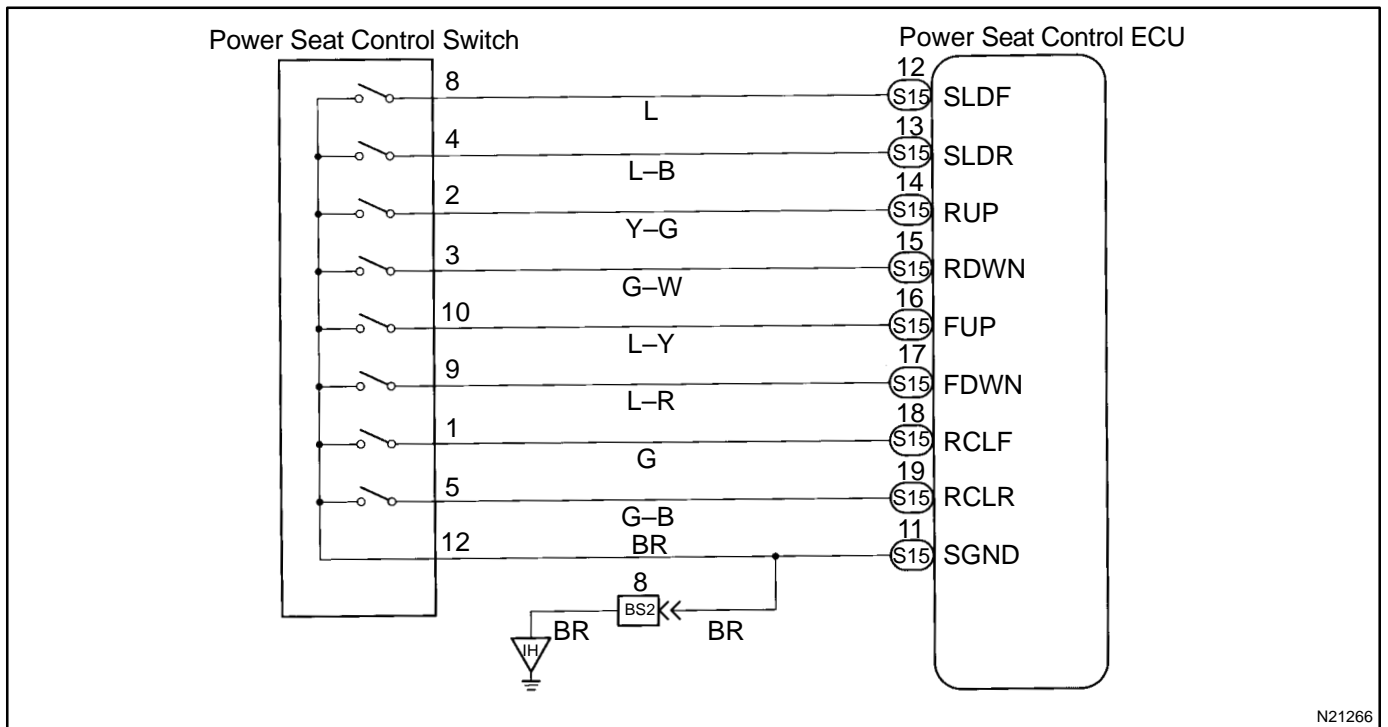 Power Seat Control Switch
Power Seat Control ECU
8 L 12 S15 SLDF
4 L–B 13 S15 SLDR
2 Y–G 14 S15 RUP
3 G–W 15 S15 RDWN
10 L–Y 16 S15 FUP
9 L–R 17 S15 FDWN
1 G 18 S15 RCLF
5 G–B 19 S15 RCLR
12 BR 11 S15 SGND
8
BS2
BR BR
IH
N21266